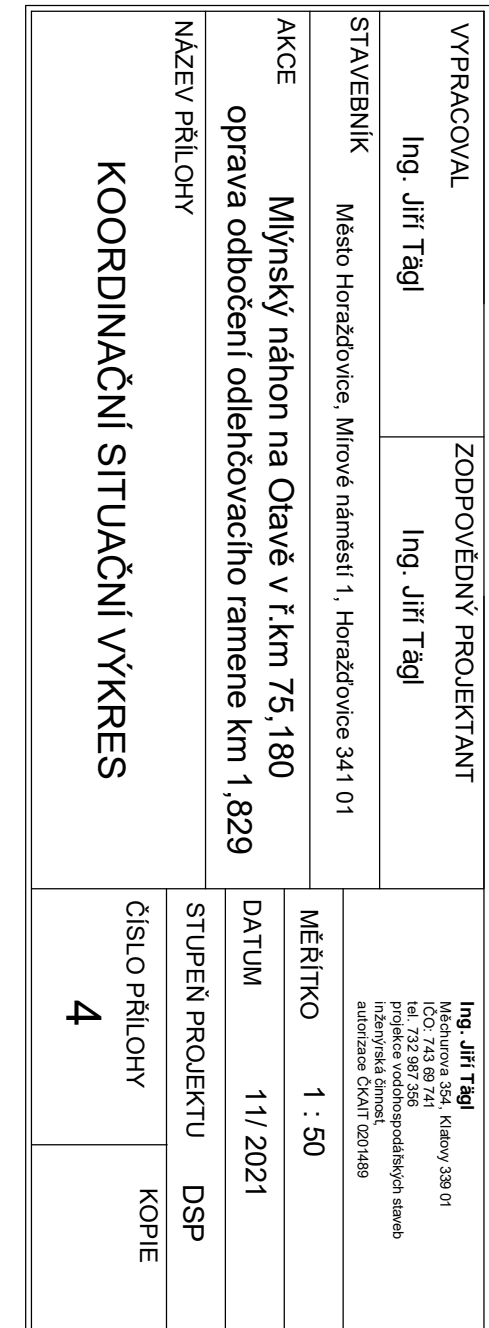 VYPRACOVAL
Ing. Jiří Tägl
ZODPOVĚDNÝ PROJEKTANT
Ing. Jiří Tägl
Ing. Jiří Tägl
Měchurova 354, Klatovy 339 01
IČO: 743 69 741
tel. 732 987 356
projekce vodohospodářských staveb
inženýrská činnost,
autorizace ČKAIT 0201489
STAVEBNÍK Město Horažďovice, Mírové náměstí 1, Horažďovice 341 01
AKCE Mlýnský náhon na Otavě v ř.km 75,180
oprava odbočení odlehčovacího ramene km 1,829
MĚŘÍTKO 1 : 50
DATUM 11/ 2021
STUPEŇ PROJEKTU DSP
NÁZEV PŘÍLOHY
KOORDINAČNÍ SITUAČNÍ VÝKRES
ČÍSLO PŘÍLOHY
4
KOPIE